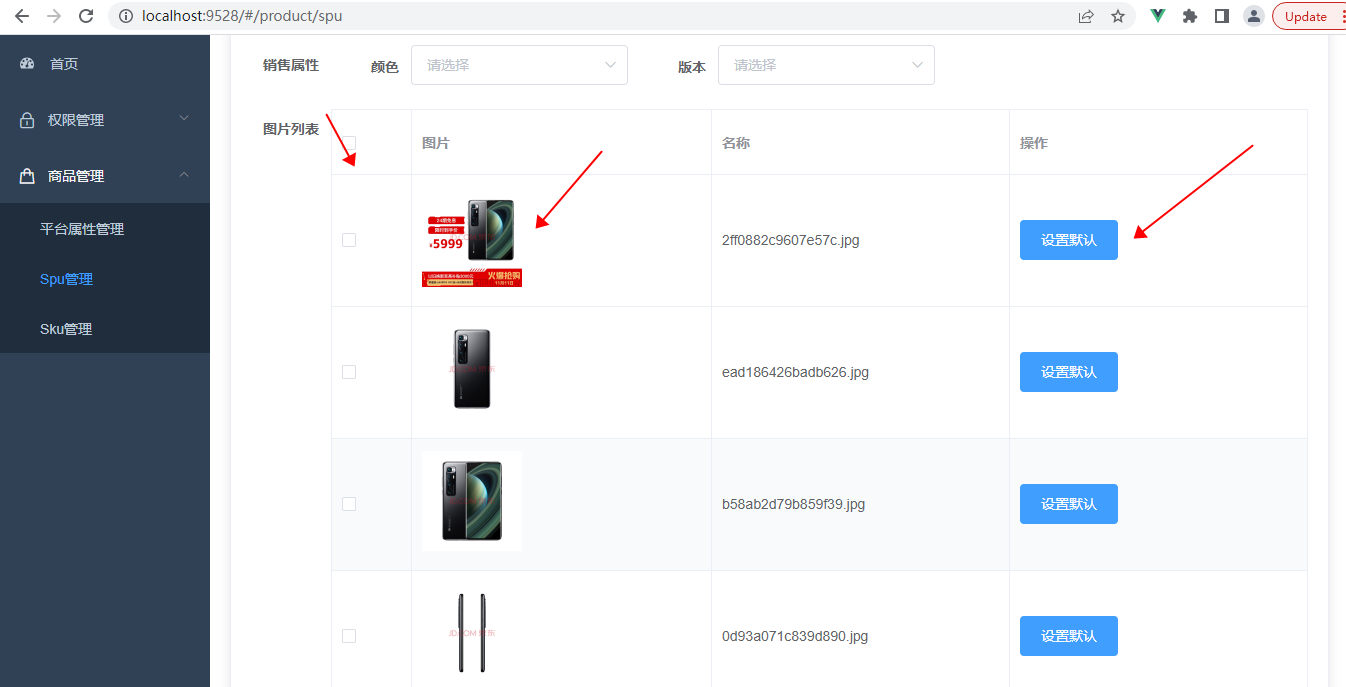 localhost:9528/#/product/spu
Update
首页
权限管理
商品管理
平台属性管理
Spu管理
Sku管理
销售属性
颜色
请选择
版本
请选择
图片列表
图片
名称
操作
¥5999
火爆抢购
2ff0882c9607e57c.jpg
设置默认
ead186426badb626.jpg
设置默认
b58ab2d79b859f39.jpg
设置默认
JD.COM 京东
0d93a071c839d890.jpg
设置默认